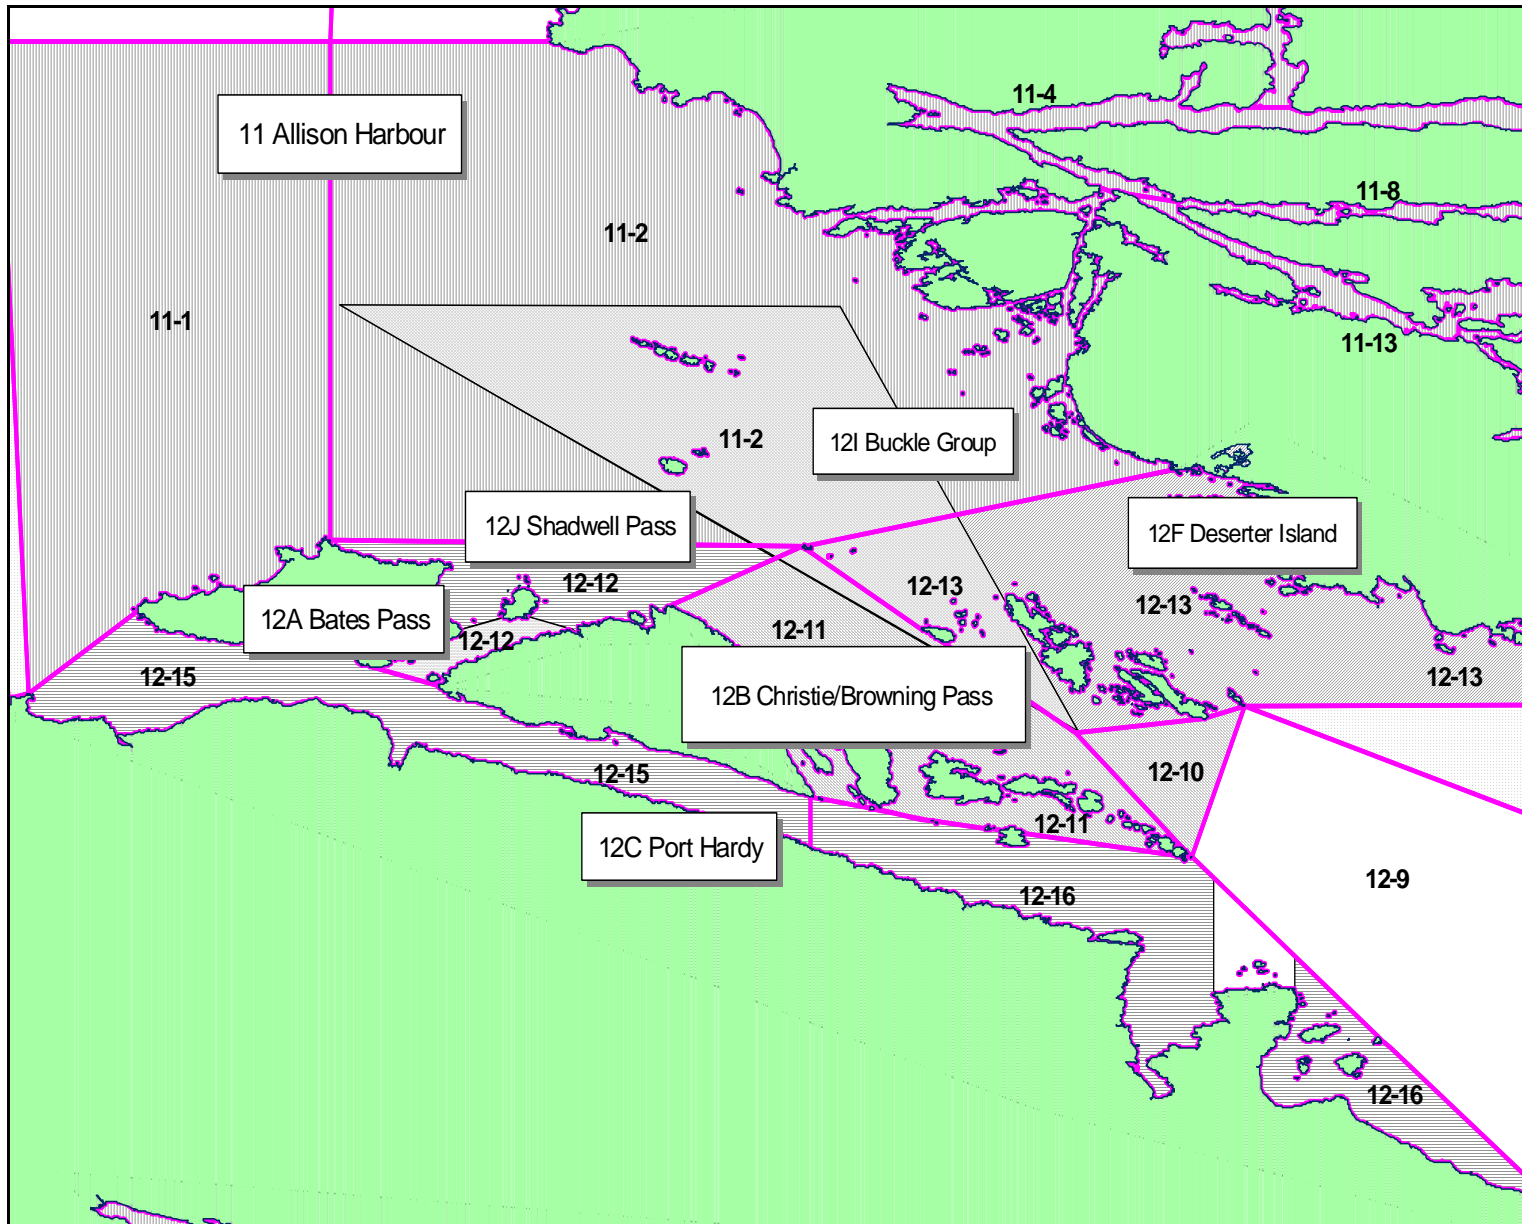 11-4
11 Allison Harbour
11-8
11-2
11-1
11-13
11-2
12I Buckle Group
12J Shadwell Pass
12F Deserter Island
12-12
12-13
12-13
12A Bates Pass
12-11
12-12
12-15
12-13
12B Christie/Browning Pass
12-15
12-10
12-11
12C Port Hardy
12-9
12-16
12-16